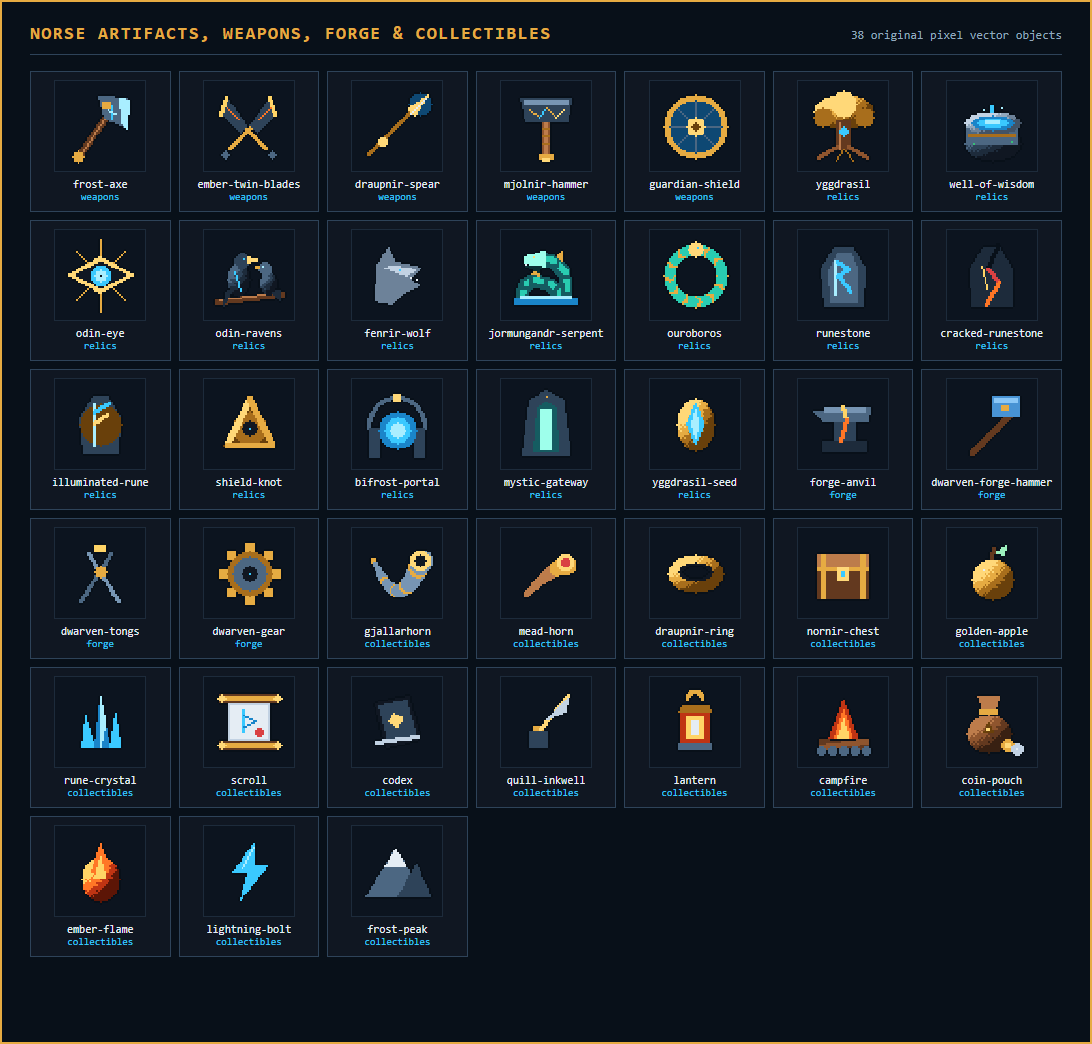 NORSE ARTIFACTS, WEAPONS, FORGE & COLLECTIBLES
38 original pixel vector objects
frost-axe
weapons
ember-twin-blades
weapons
draupnir-spear
weapons
mjolnir-hammer
weapons
guardian-shield
weapons
yggdrasil
relics
well-of-wisdom
relics
odin-eye
relics
odin-ravens
relics
fenrir-wolf
relics
jormungandr-serpent
relics
ouroboros
relics
runestone
relics
cracked-runestone
relics
illuminated-rune
relics
shield-knot
relics
bifrost-portal
relics
mystic-gateway
relics
yggdrasil-seed
relics
forge-anvil
forge
dwarven-forge-hammer
forge
dwarven-tongs
forge
dwarven-gear
forge
gjallarhorn
collectibles
mead-horn
collectibles
draupnir-ring
collectibles
nornir-chest
collectibles
golden-apple
collectibles
rune-crystal
collectibles
scroll
collectibles
codex
collectibles
quill-inkwell
collectibles
lantern
collectibles
campfire
collectibles
coin-pouch
collectibles
ember-flame
collectibles
lightning-bolt
collectibles
frost-peak
collectibles